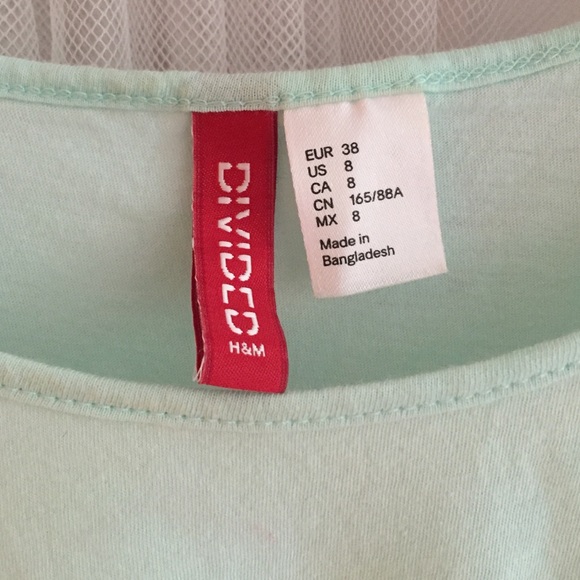 DIVIDED
H&M
EUR 38
US 8
CA 8
CN 165/88A
MX 8
Made in
Bangladesh